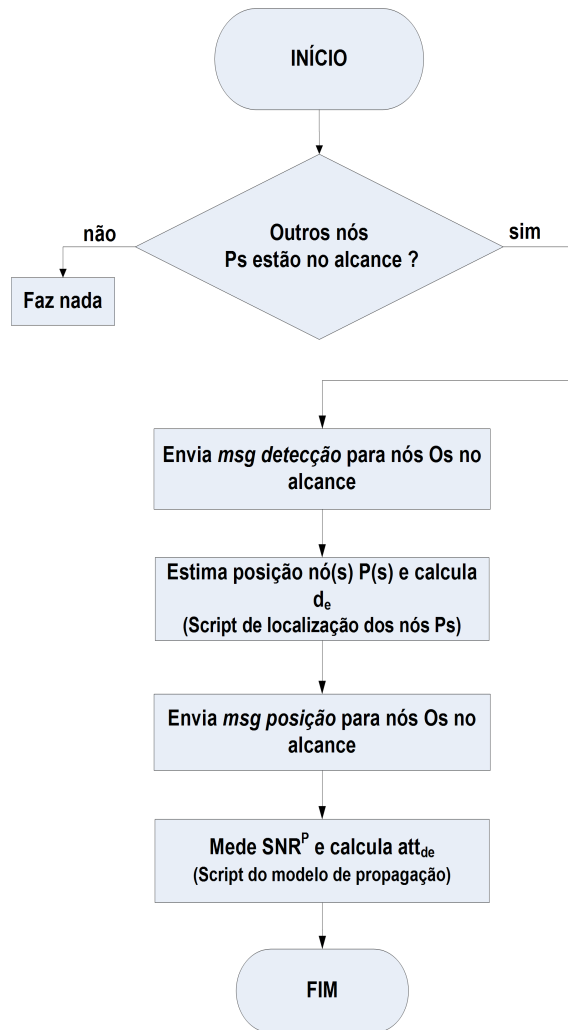 INÍCIO
Outros nós
Ps estão no alcance ?
não
sim
Faz nada
Envia msg detecção para nós Os no
alcance
Estima posição nó(s) P(s) e calcula
de
(Script de localização dos nós Ps)
Envia msg posição para nós Os no
alcance
Mede SNRP e calcula attde
(Script do modelo de propagação)
FIM